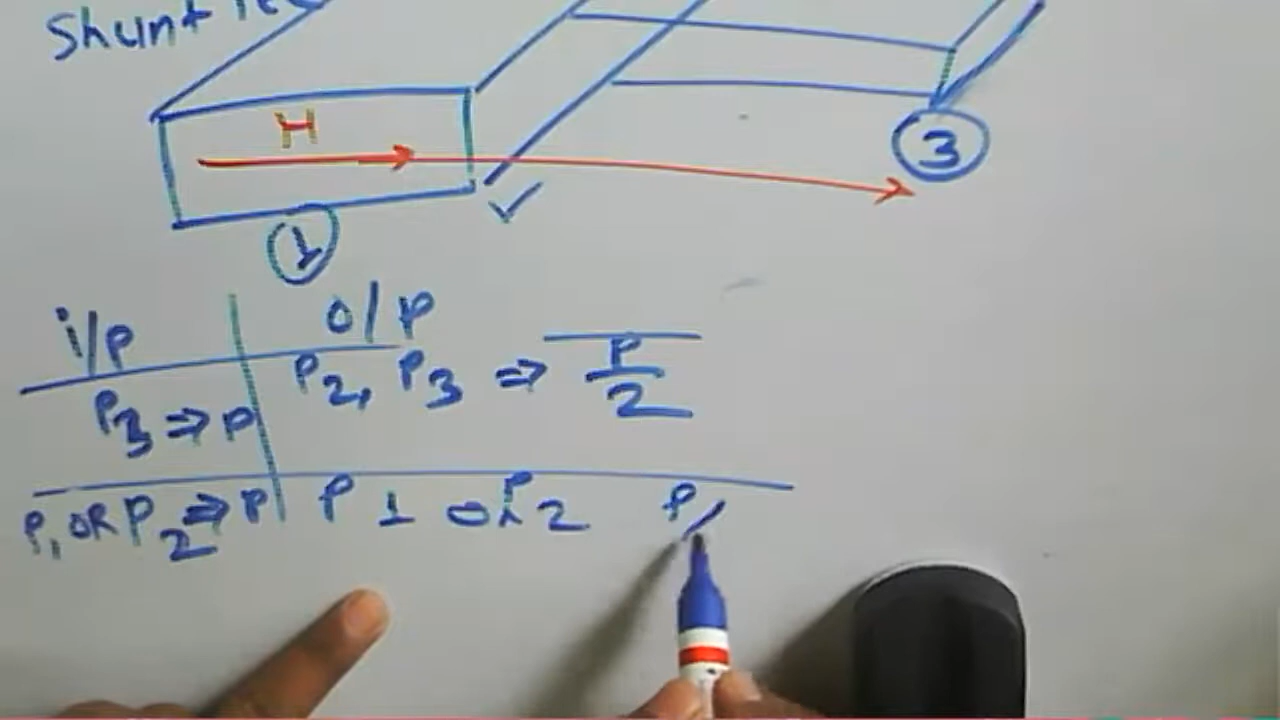 Shunt
H
3
1
i/p o/p
P3 ⇒ P P2, P3 ⇒ P/2
P1 OR P2 ⇒ P P1 OR P2 P/